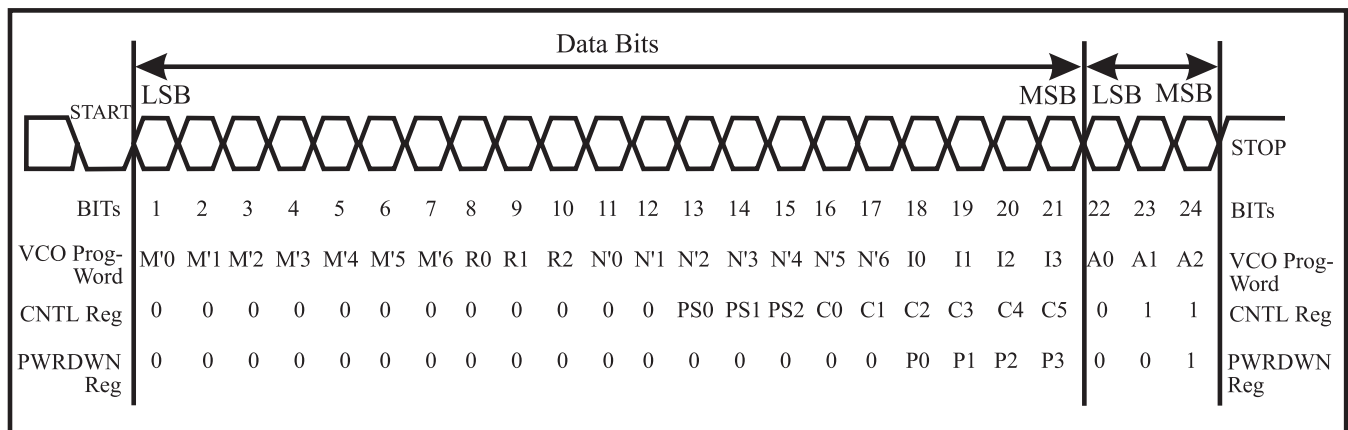 Data Bits
START LSB MSB LSB MSB
STOP
BITs 1 2 3 4 5 6 7 8 9 10 11 12 13 14 15 16 17 18 19 20 21 22 23 24 BITs
VCO Prog-Word M'0 M'1 M'2 M'3 M'4 M'5 M'6 R0 R1 R2 N'0 N'1 N'2 N'3 N'4 N'5 N'6 I0 I1 I2 I3 A0 A1 A2 VCO Prog-Word
CNTL Reg 0 0 0 0 0 0 0 0 0 0 0 0 PS0 PS1 PS2 C0 C1 C2 C3 C4 C5 0 1 1 CNTL Reg
PWRDWN Reg 0 0 0 0 0 0 0 0 0 0 0 0 0 0 0 0 0 P0 P1 P2 P3 0 0 1 PWRDWN Reg